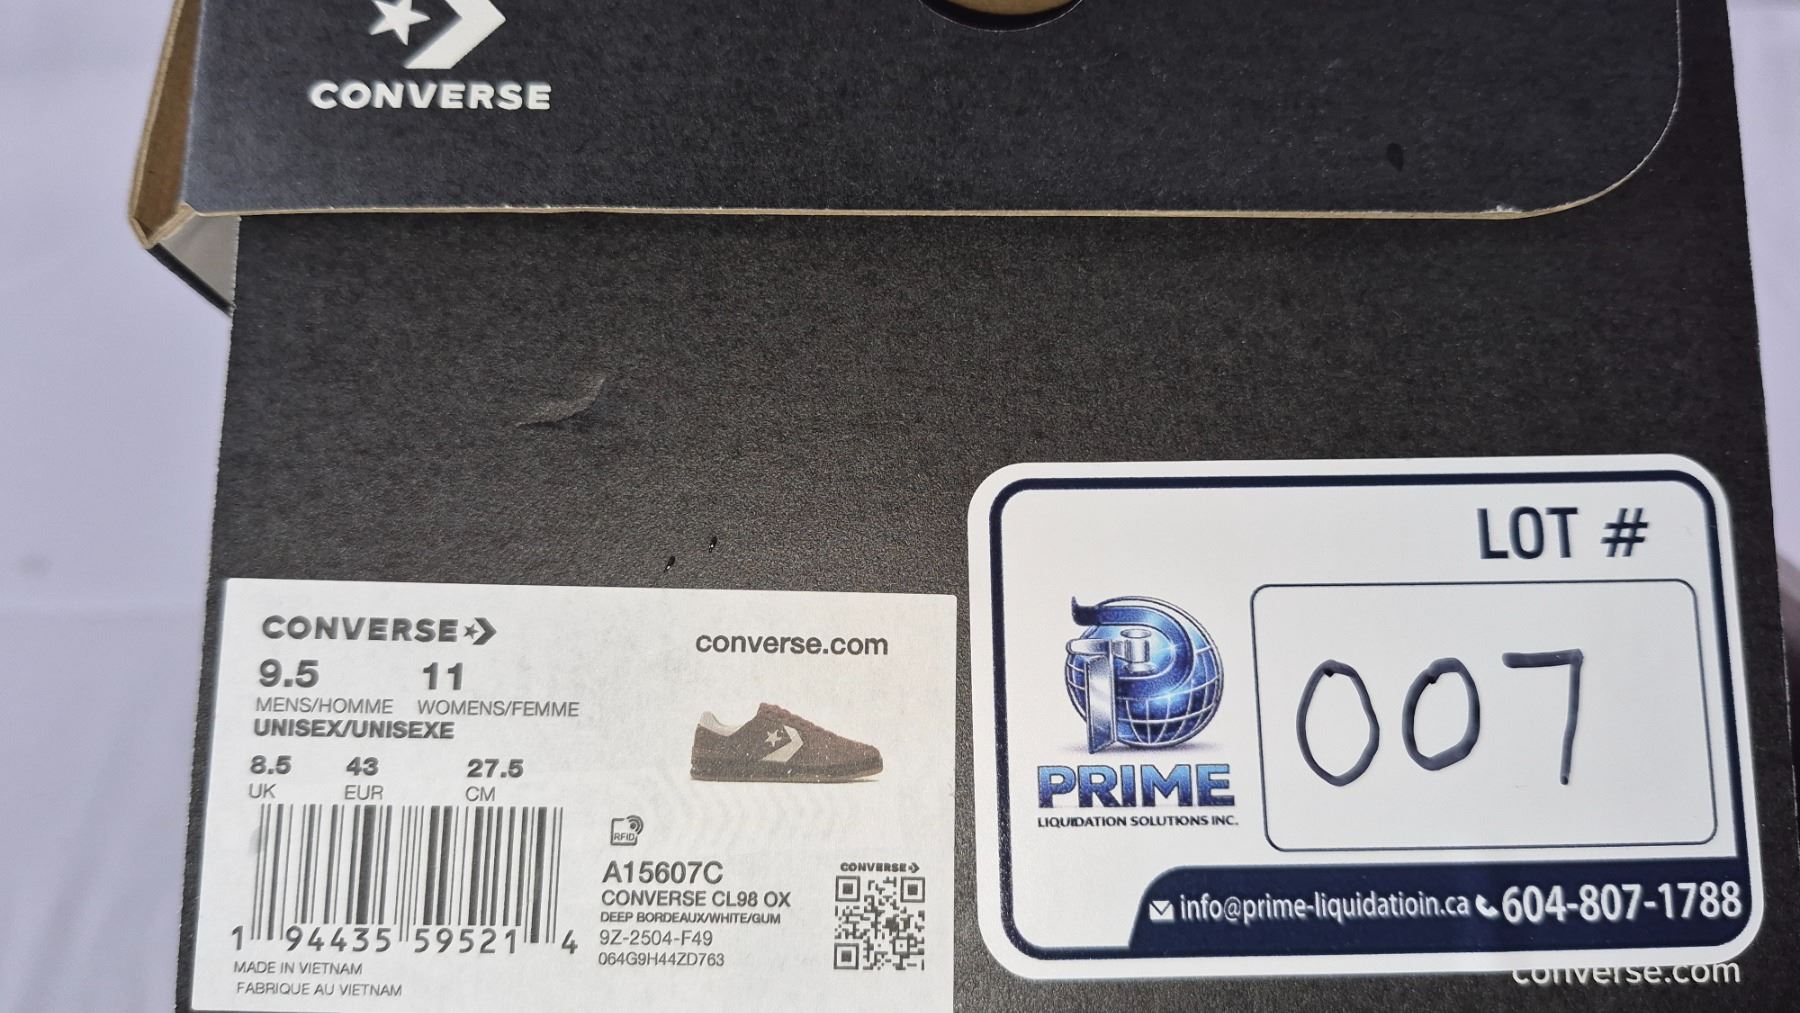 CONVERSE
LOT #
007
PRIME
LIQUIDATION SOLUTIONS INC.
info@prime-liquidatioin.ca 604-807-1788
converse.com
CONVERSE
converse.com
9.5 11
MENS/HOMME WOMENS/FEMME
UNISEX/UNISEXE
8.5 43 27.5
UK EUR CM
RFID
A15607C
CONVERSE CL98 OX
DEEP BORDEAUX/WHITE/GUM
9Z-2504-F49
064G9H44ZD763
CONVERSE
1 94435 59521 4
MADE IN VIETNAM
FABRIQUE AU VIETNAM